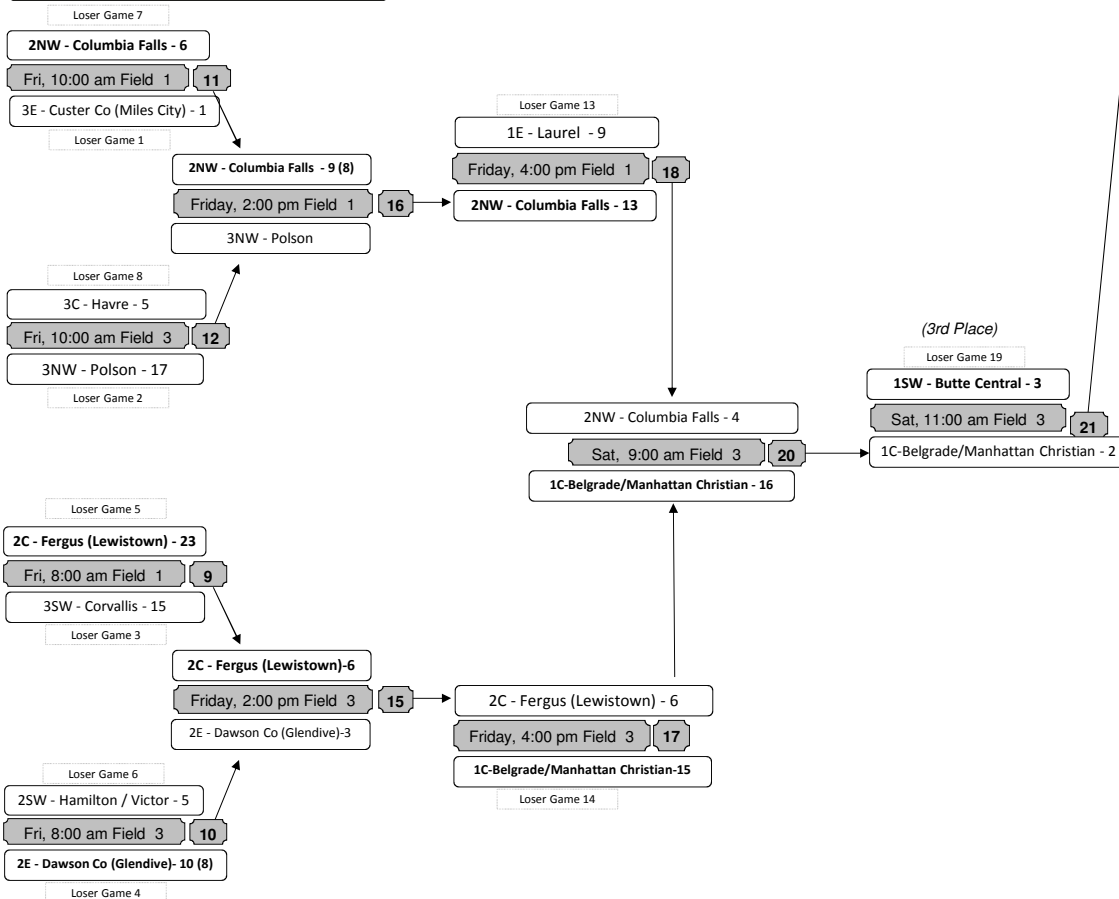 Loser Game 7
2NW - Columbia Falls - 6
Fri, 10:00 am Field 1 11
3E - Custer Co (Miles City) - 1
Loser Game 1
2NW - Columbia Falls - 9 (8)
Friday, 2:00 pm Field 1 16
3NW - Polson
Loser Game 8
3C - Havre - 5
Fri, 10:00 am Field 3 12
3NW - Polson - 17
Loser Game 2
Loser Game 13
1E - Laurel - 9
Friday, 4:00 pm Field 1 18
2NW - Columbia Falls - 13
2NW - Columbia Falls - 4
Sat, 9:00 am Field 3 20
1C-Belgrade/Manhattan Christian - 16
(3rd Place)
Loser Game 19
1SW - Butte Central - 3
Sat, 11:00 am Field 3 21
1C-Belgrade/Manhattan Christian - 2
Loser Game 5
2C - Fergus (Lewistown) - 23
Fri, 8:00 am Field 1 9
3SW - Corvallis - 15
Loser Game 3
2C - Fergus (Lewistown)-6
Friday, 2:00 pm Field 3 15
2E - Dawson Co (Glendive)-3
Loser Game 6
2SW - Hamilton / Victor - 5
Fri, 8:00 am Field 3 10
2E - Dawson Co (Glendive)- 10 (8)
Loser Game 4
2C - Fergus (Lewistown) - 6
Friday, 4:00 pm Field 3 17
1C-Belgrade/Manhattan Christian-15
Loser Game 14